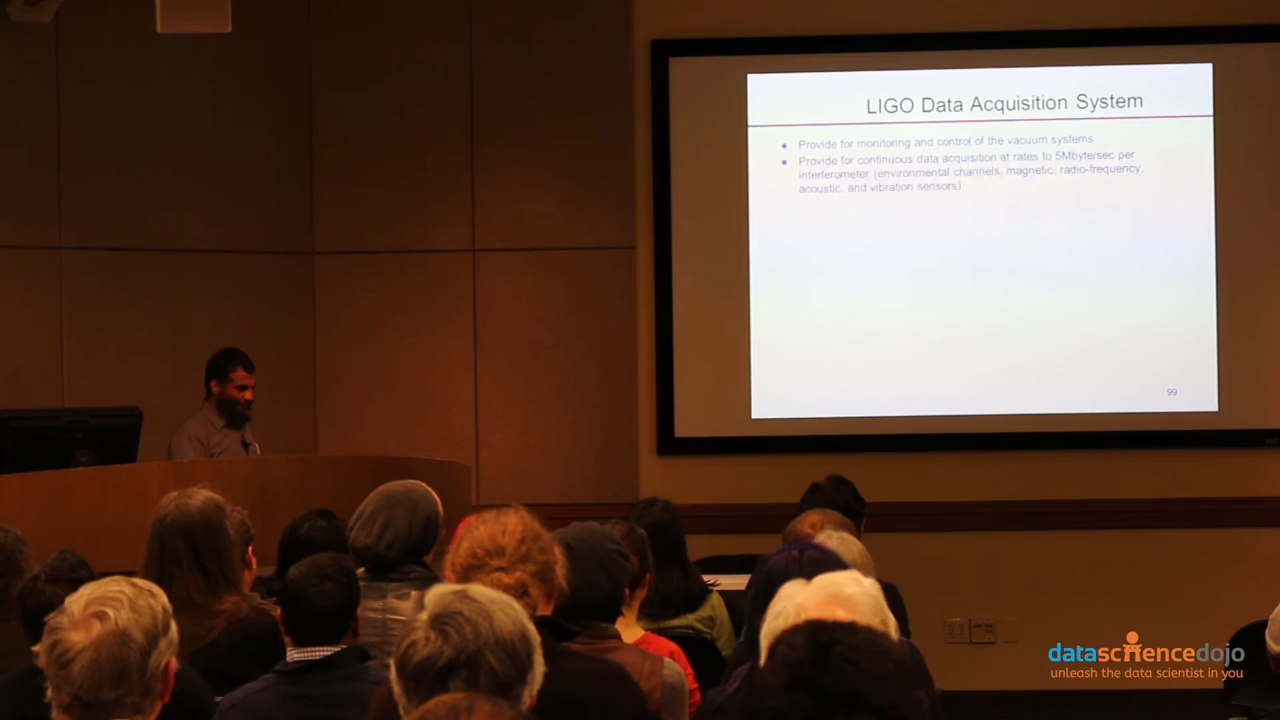 LIGO Data Acquisition System
• Provide for monitoring and control of the vacuum systems
• Provide for continuous data acquisition at rates to 5Mbyte/sec per
interferometer (environmental channels, magnetic, radio-frequency,
acoustic, and vibration sensors)
99
datasciencedojo
unleash the data scientist in you